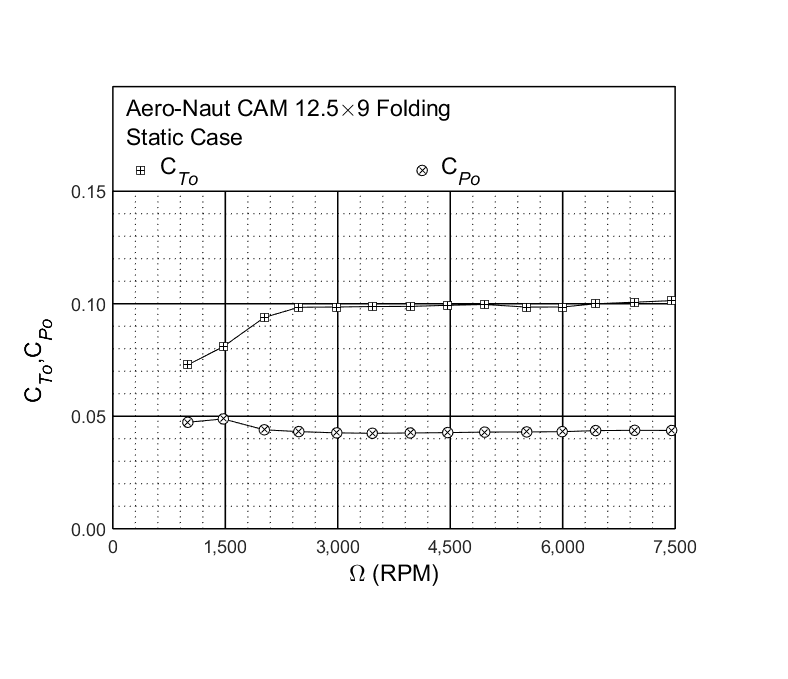 Aero-Naut CAM 12.5×9 Folding
Static Case
C_To C_Po
0.15
0.10
0.05
0.00
C_To, C_Po
0 1,500 3,000 4,500 6,000 7,500
Ω (RPM)